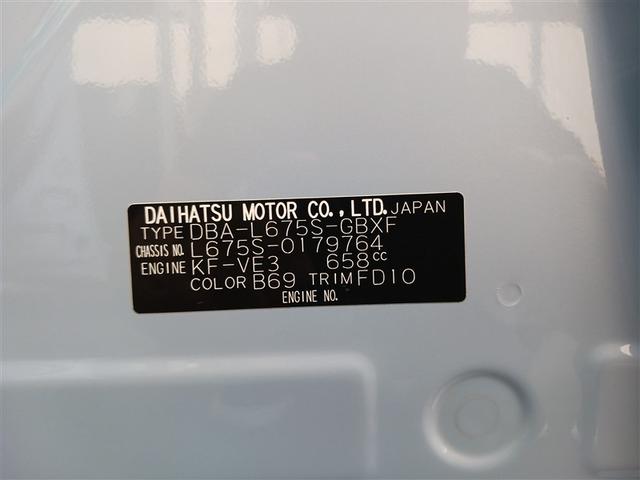 DAIHATSU MOTOR CO., LTD. JAPAN
TYPE DBA-L675S-GBXF
CHASSIS NO. L675S-0179764
ENGINE KF-VE3 658cc
COLOR B69 TRIM FD10
ENGINE NO.